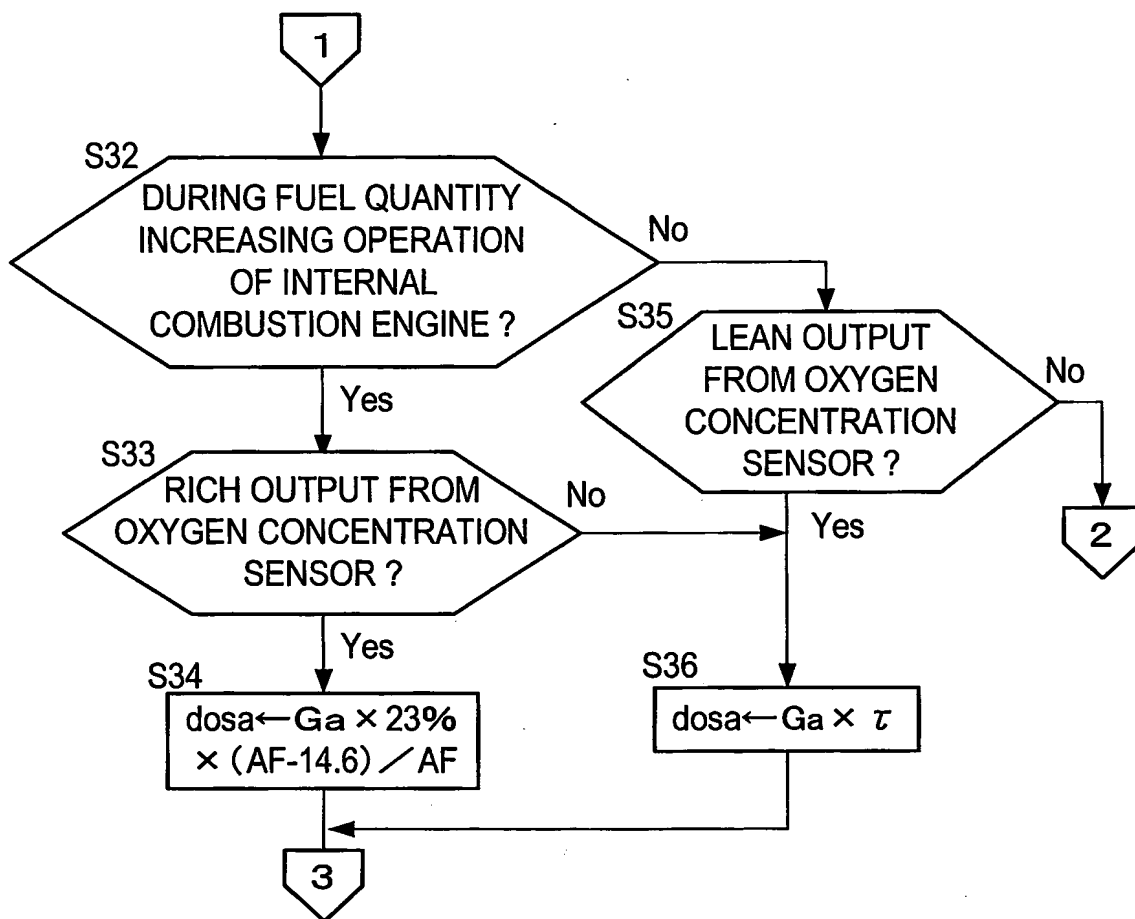 1
S32
DURING FUEL QUANTITY
INCREASING OPERATION
OF INTERNAL
COMBUSTION ENGINE ?
No
Yes
S35
LEAN OUTPUT
FROM OXYGEN
CONCENTRATION
SENSOR ?
No
Yes
2
S33
RICH OUTPUT FROM
OXYGEN CONCENTRATION
SENSOR ?
No
Yes
S34
dosa←Ga × 23%
× (AF-14.6) ／ AF
S36
dosa←Ga × τ
3